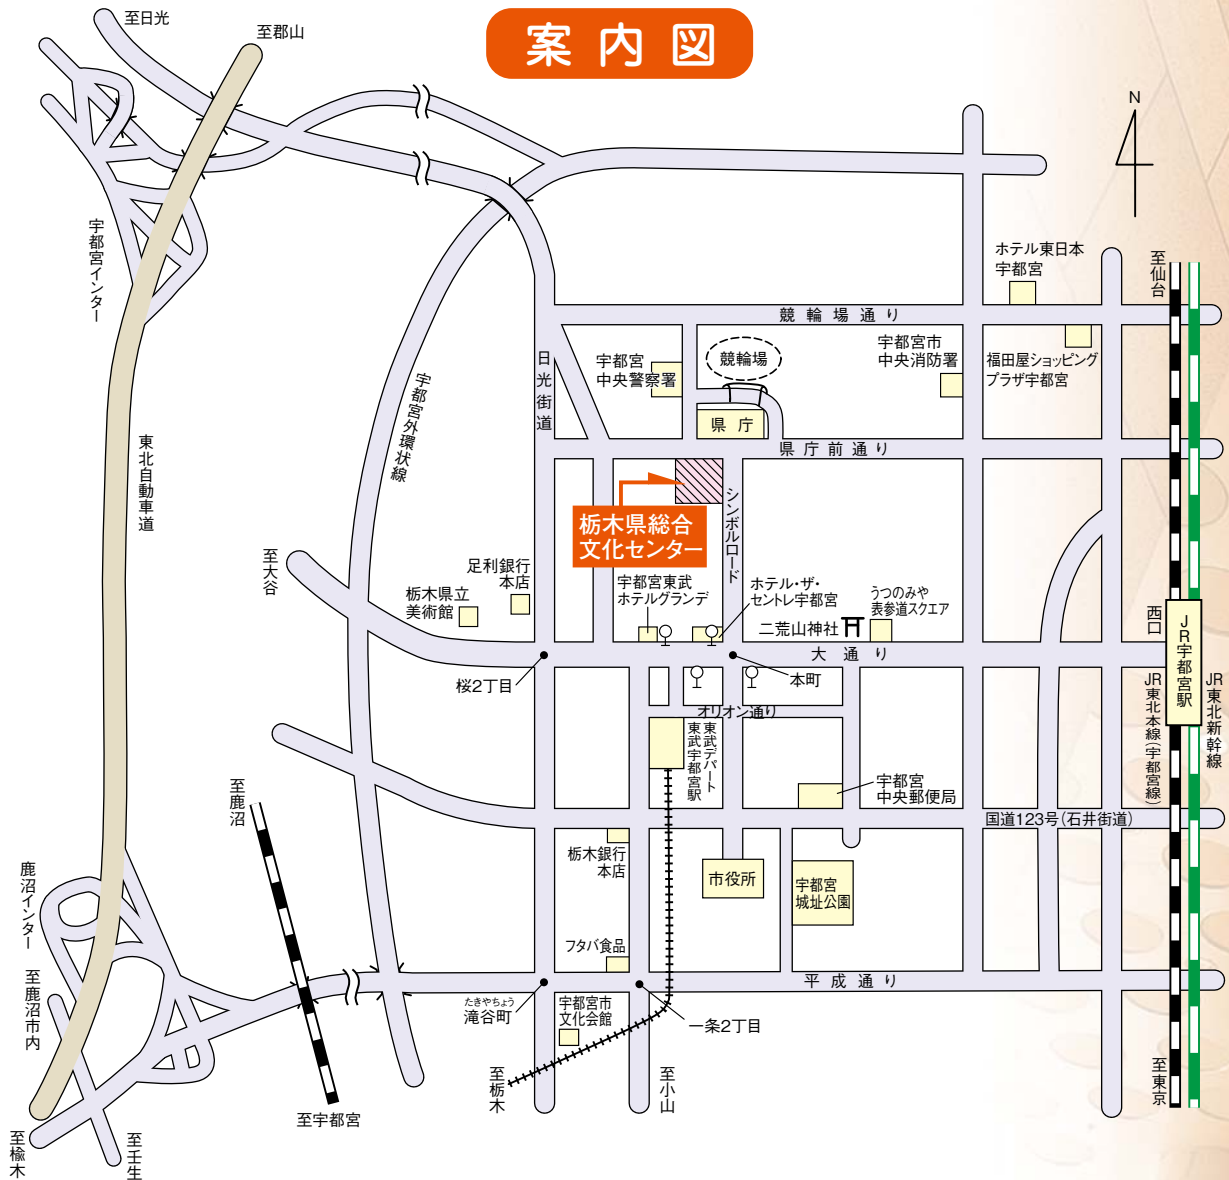 案内図
至日光
至郡山
N
宇都宮インター
ホテル東日本
宇都宮
至仙台
競輪場通り
日光街道
宇都宮
中央警察署
競輪場
宇都宮市
中央消防署
福田屋ショッピング
プラザ宇都宮
宇都宮外環状線
県庁
県庁前通り
東北自動車道
シンボルロード
栃木県総合
文化センター
至大谷
足利銀行
本店
栃木県立
美術館
宇都宮東武
ホテルグランデ
ホテル・ザ・
セントレ宇都宮
うつのみや
表参道スクエア
二荒山神社
西口
JR宇都宮駅
大通り
桜2丁目
本町
JR東北本線(宇都宮線)
JR東北新幹線
オリオン通り
東武デパート
東武宇都宮駅
至鹿沼
宇都宮
中央郵便局
国道123号(石井街道)
栃木銀行
本店
市役所
宇都宮
城址公園
鹿沼インター
フタバ食品
至鹿沼市内
平成通り
たきやちょう
滝谷町
宇都宮市
文化会館
一条2丁目
至栃木
至小山
至東京
至宇都宮
至楡木
至壬生